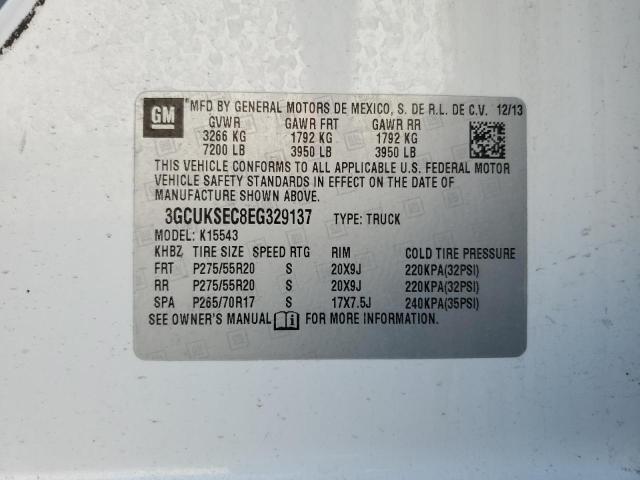 GM "MFD BY GENERAL MOTORS DE MEXICO, S. DE R.L. DE C.V. 12/13
GVWR GAWR FRT GAWR RR
3266 KG 1792 KG 1792 KG
7200 LB 3950 LB 3950 LB
THIS VEHICLE CONFORMS TO ALL APPLICABLE U.S. FEDERAL MOTOR
VEHICLE SAFETY STANDARDS IN EFFECT ON THE DATE OF
MANUFACTURE SHOWN ABOVE.
3GCUKSEC8EG329137 TYPE: TRUCK
MODEL: K15543
KHBZ TIRE SIZE SPEED RTG RIM COLD TIRE PRESSURE
FRT P275/55R20 S 20X9J 220KPA(32PSI)
RR P275/55R20 S 20X9J 220KPA(32PSI)
SPA P265/70R17 S 17X7.5J 240KPA(35PSI)
SEE OWNER'S MANUAL FOR MORE INFORMATION.